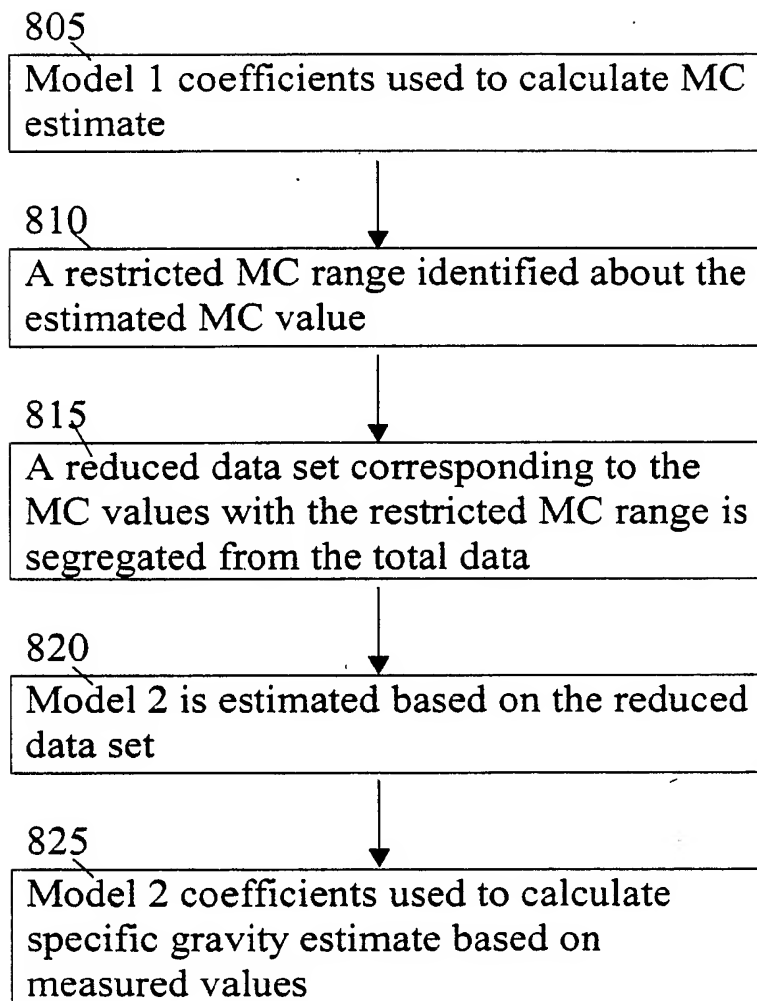 805
Model 1 coefficients used to calculate MC
estimate
810
A restricted MC range identified about the
estimated MC value
815
A reduced data set corresponding to the
MC values with the restricted MC range is
segregated from the total data
820
Model 2 is estimated based on the reduced
data set
825
Model 2 coefficients used to calculate
specific gravity estimate based on
measured values